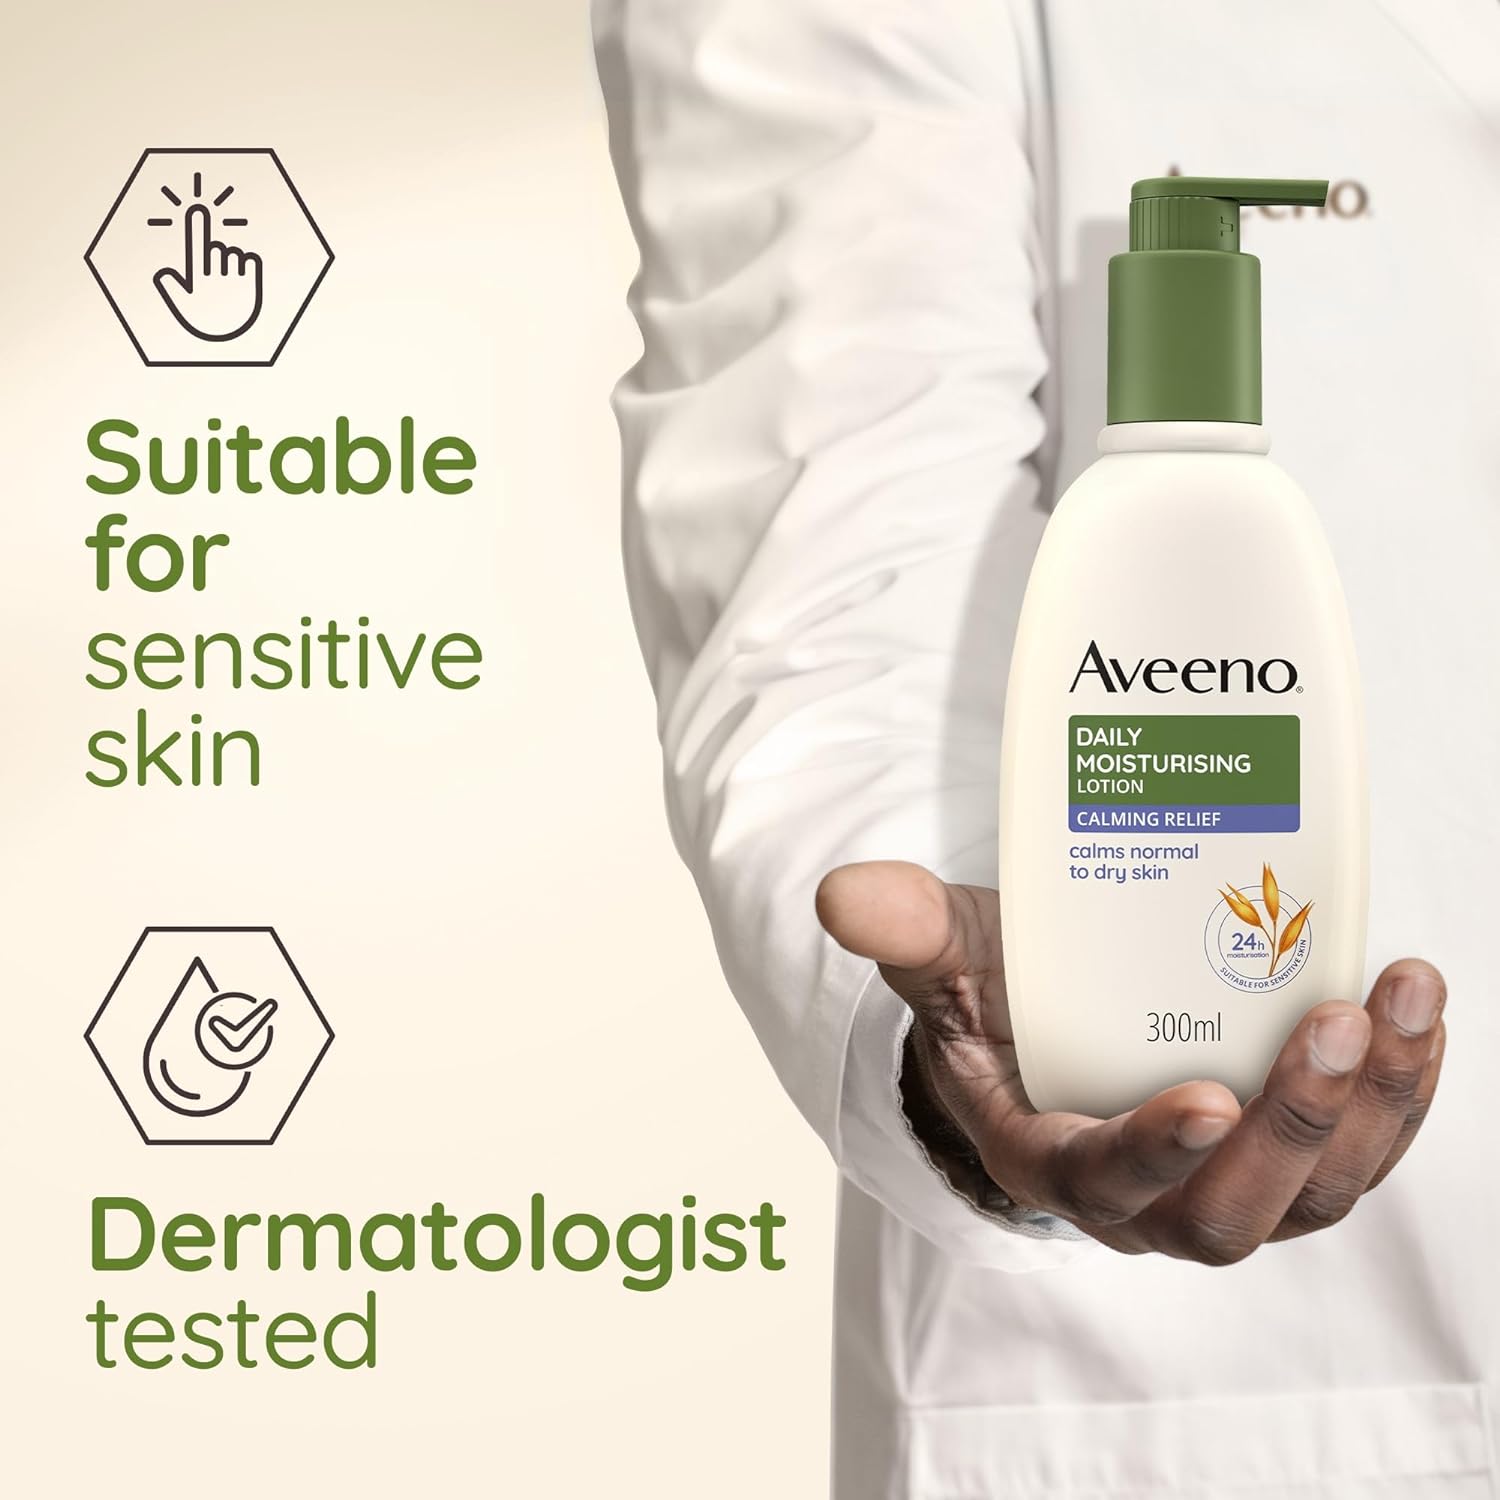 Suitable
for
sensitive
skin
Dermatologist
tested
Aveeno®
DAILY
MOISTURISING
LOTION
CALMING RELIEF
calms normal
to dry skin
24h
moisturisation
SUITABLE FOR SENSITIVE SKIN
300ml